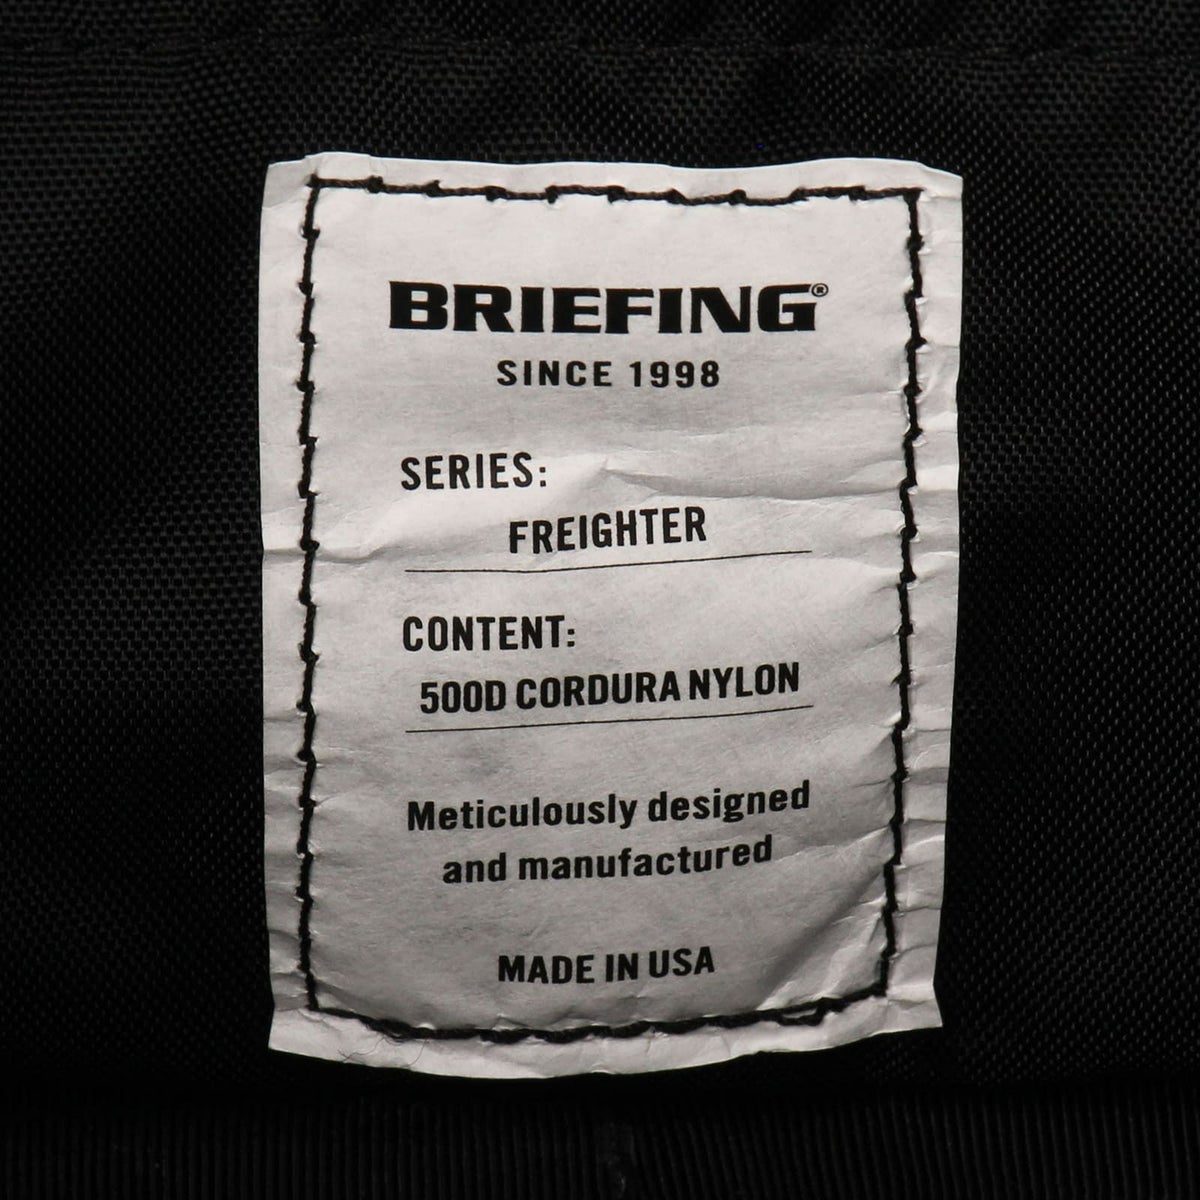 BRIEFING®
SINCE 1998
SERIES:
FREIGHTER
CONTENT:
500D CORDURA NYLON
Meticulously designed
and manufactured
MADE IN USA